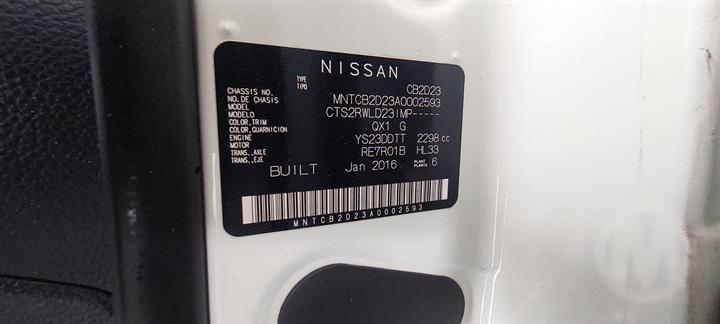 NISSAN
TYPE
TIPO CB2D23
CHASSIS NO.
NO. DE CHASSIS MNTCB2D23A0002593
MODEL
MODELO CTS2RWLD23IMP-----
COLOR, TRIM
COLOR, GUARNICION QX1 G
ENGINE
MOTOR YS23DDTT 2298 cc
TRANS., AXLE
TRANS., EJE RE7R01B HL33
BUILT Jan 2016 PLANT
PLANTA 6
MNTCB2D23A0002593